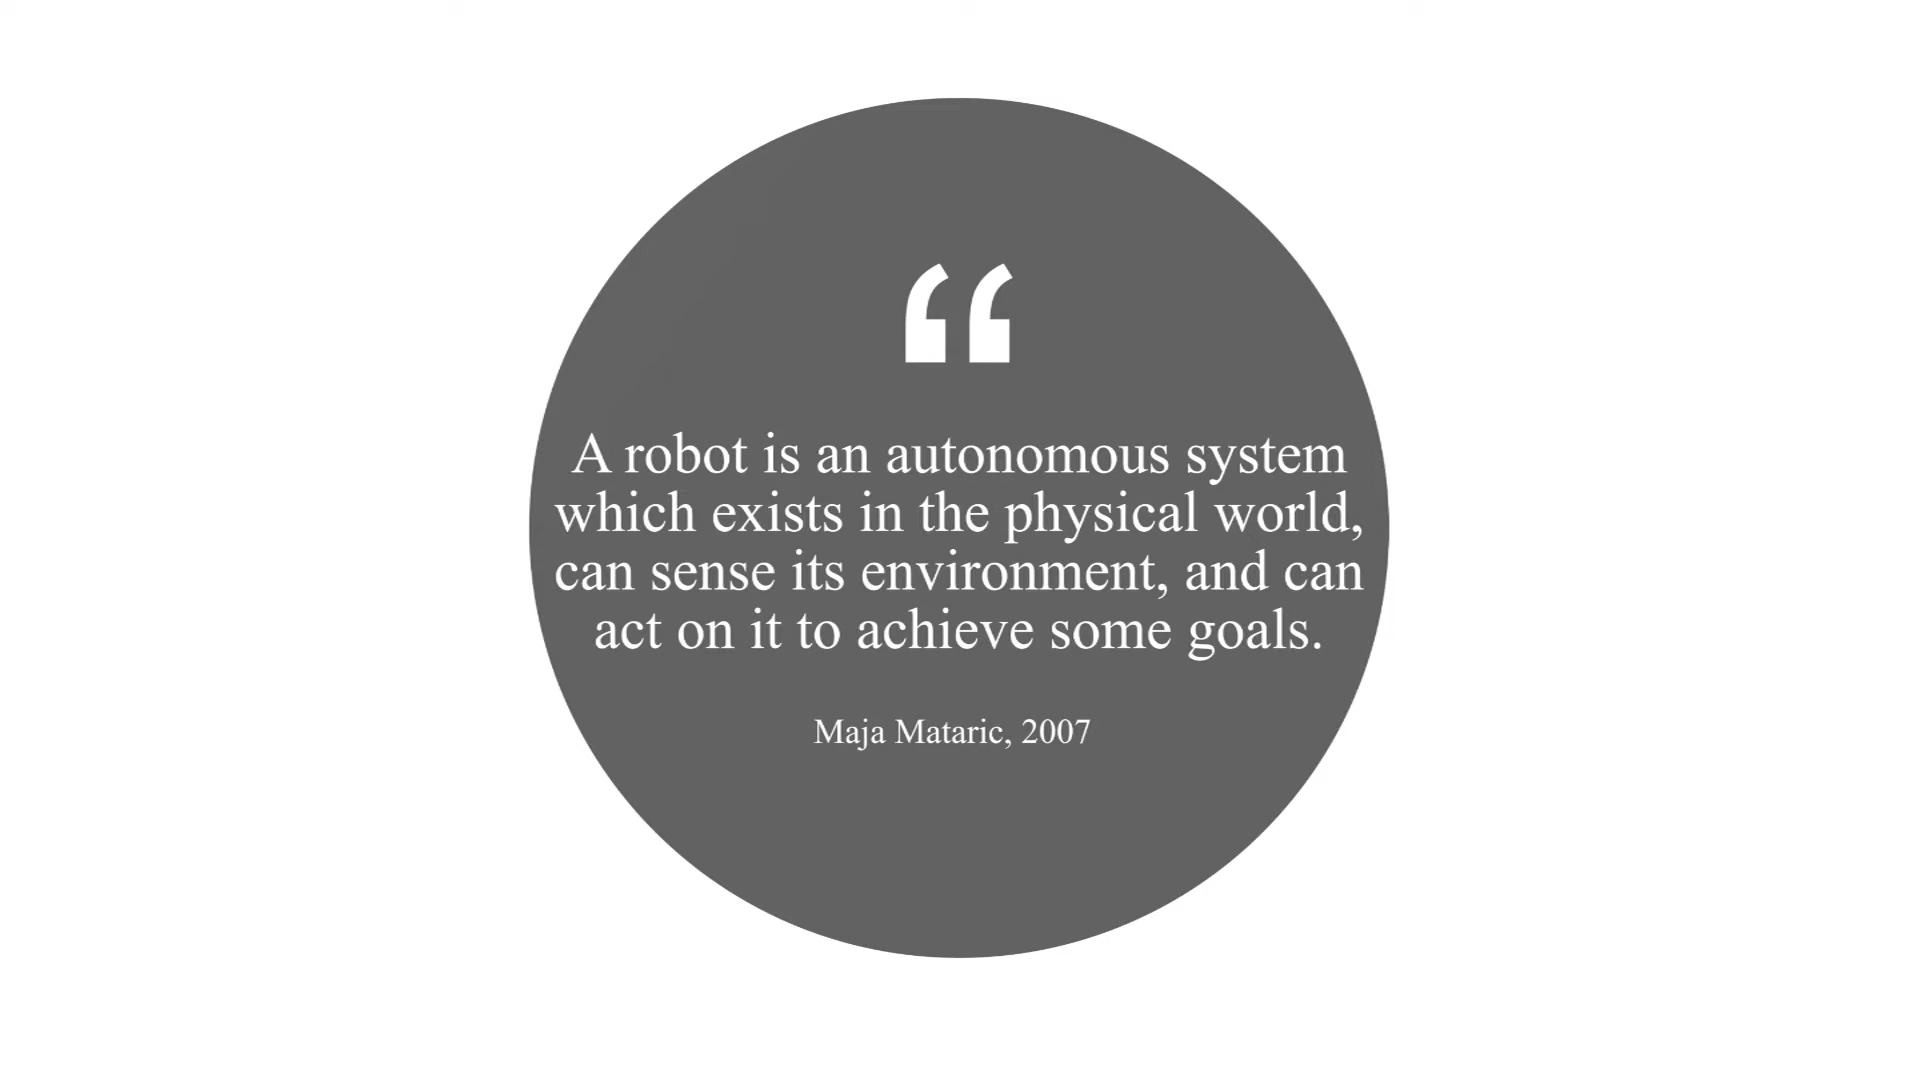 “
A robot is an autonomous system
which exists in the physical world,
can sense its environment, and can
act on it to achieve some goals.
Maja Mataric, 2007